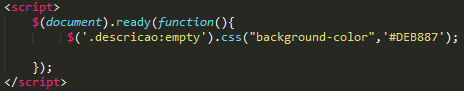 <script>
$(document).ready(function(){
$('.descricao:empty').css("background-color",'#DEB887');
});
</script>